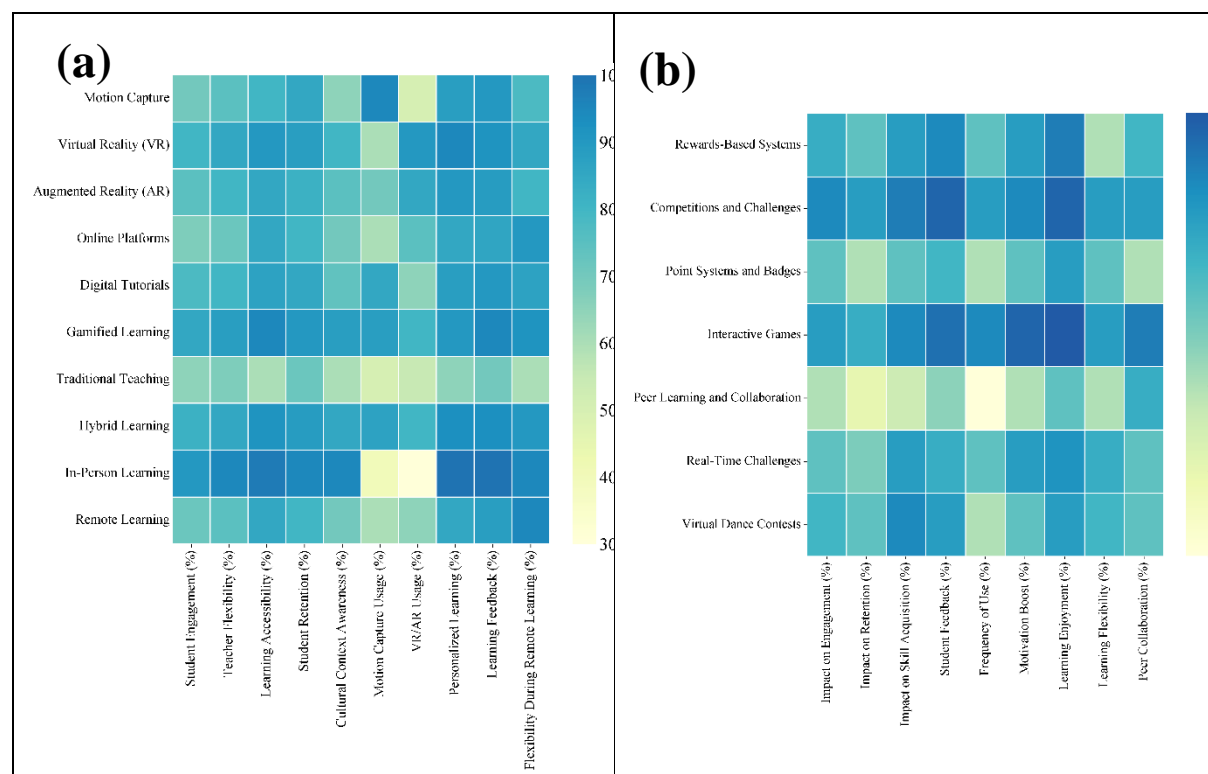 (a)
Motion Capture
Virtual Reality (VR)
Augmented Reality (AR)
Online Platforms
Digital Tutorials
Gamified Learning
Traditional Teaching
Hybrid Learning
In-Person Learning
Remote Learning
Student Engagement (%)
Teacher Flexibility (%)
Learning Accessibility (%)
Student Retention (%)
Cultural Context Awareness (%)
Motion Capture Usage (%)
VR/AR Usage (%)
Personalized Learning (%)
Learning Feedback (%)
Flexibility During Remote Learning (%)
90
80
70
60
50
40
30
(b)
Rewards-Based Systems
Competitions and Challenges
Point Systems and Badges
Interactive Games
Peer Learning and Collaboration
Real-Time Challenges
Virtual Dance Contests
Impact on Engagement (%)
Impact on Retention (%)
Impact on Skill Acquisition (%)
Student Feedback (%)
Frequency of Use (%)
Motivation Boost (%)
Learning Enjoyment (%)
Learning Flexibility (%)
Peer Collaboration (%)